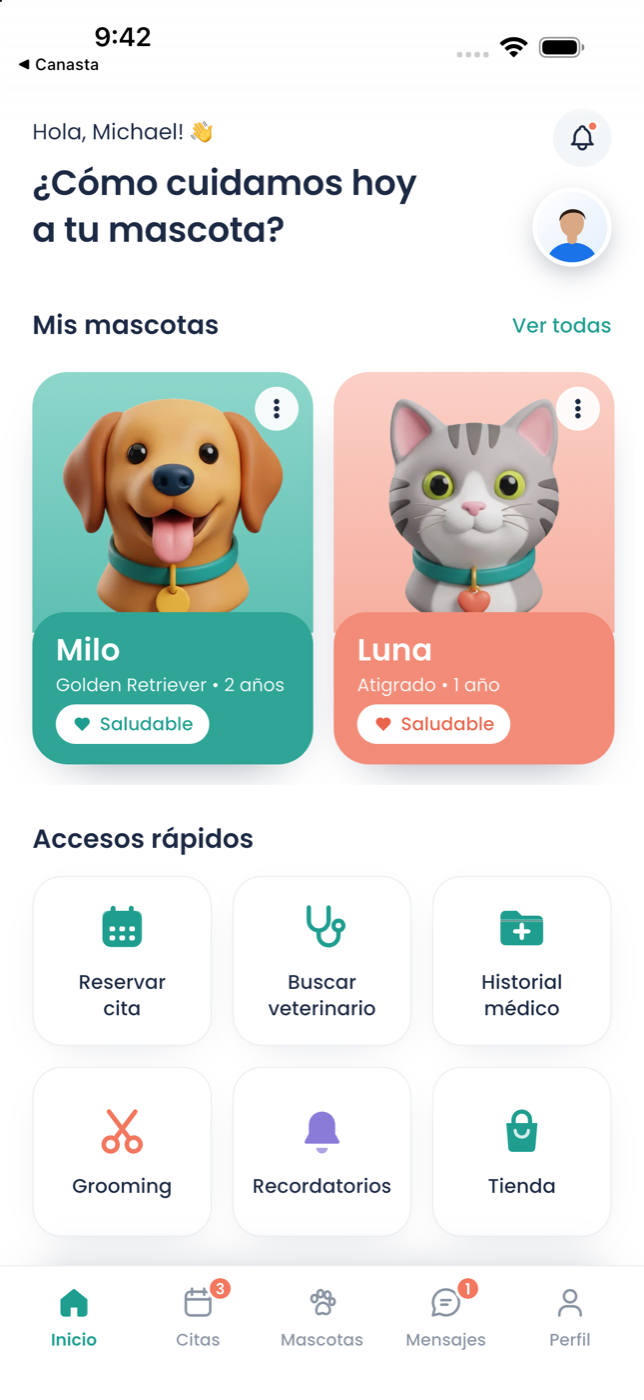 9:42
◀ Canasta
Hola, Michael! 👋
¿Cómo cuidamos hoy
a tu mascota?
Mis mascotas
Ver todas
Milo
Golden Retriever • 2 años
Saludable
Luna
Atigrado • 1 año
Saludable
Accesos rápidos
Reservar
cita
Buscar
veterinario
Historial
médico
Grooming
Recordatorios
Tienda
Inicio
3
Citas
Mascotas
1
Mensajes
Perfil